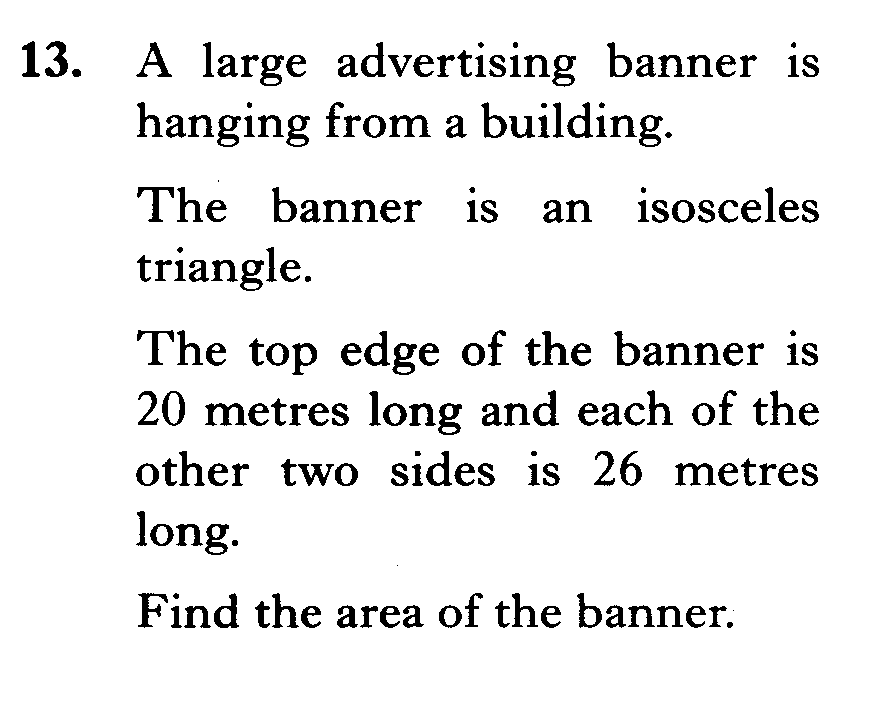 13. A large advertising banner is
hanging from a building.
The banner is an isosceles
triangle.
The top edge of the banner is
20 metres long and each of the
other two sides is 26 metres
long.
Find the area of the banner.